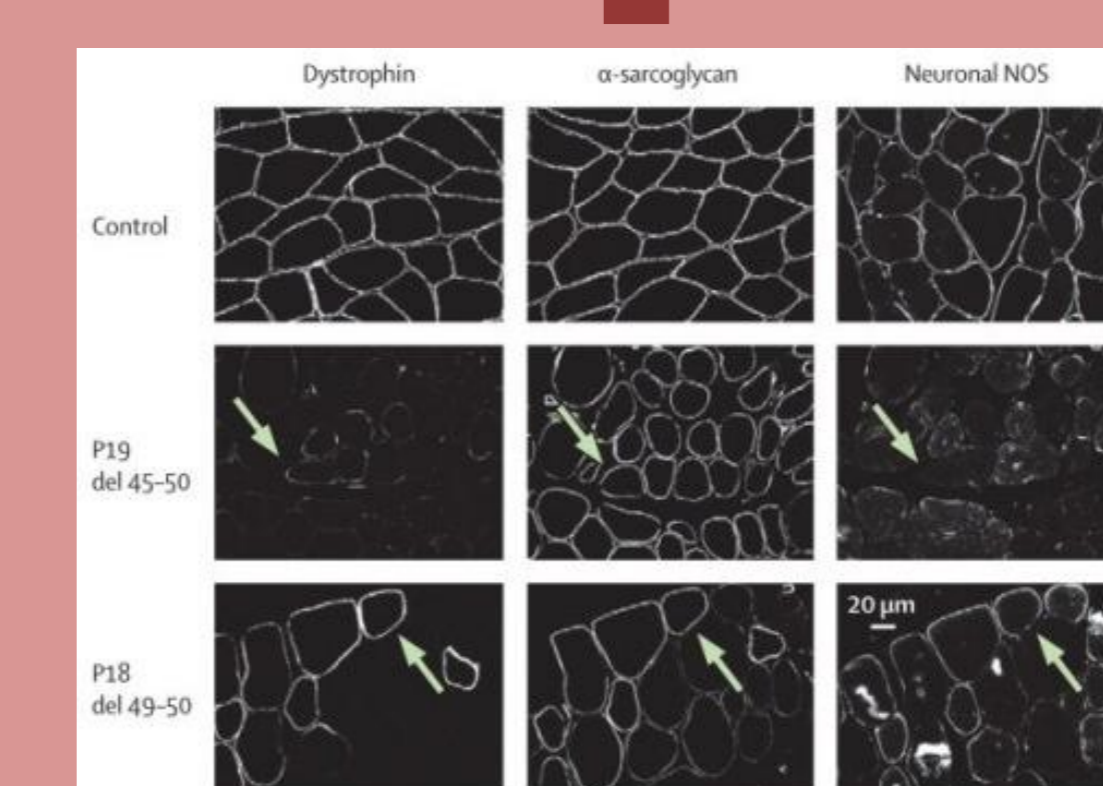 Dystrophin α-sarcoglycan Neuronal NOS
Control
P19
del 45–50
P18
del 49–50
20 μm